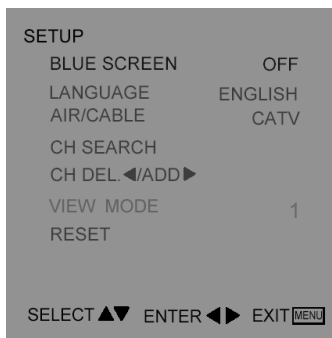 SETUP
BLUE SCREEN OFF
LANGUAGE ENGLISH
AIR/CABLE CATV
CH SEARCH
CH DEL.◀/ADD▶
VIEW MODE 1
RESET
SELECT▲▼ ENTER◀▶ EXIT MENU